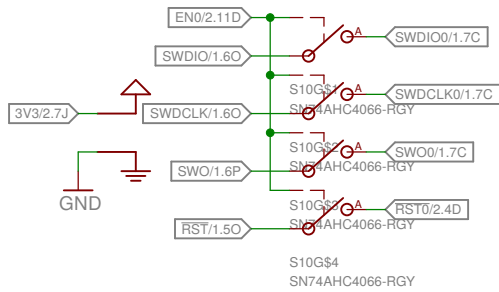 EN0/2.11D
A
SWDIO0/1.7C
SWDIO/1.6O
S10G$1
A
SWDCLK0/1.7C
3V3/2.7J
SWDCLK/1.6O
SN74AHC4066-RGY
S10G$2
A
SWO0/1.7C
SWO/1.6P
SN74AHC4066-RGY
GND
S10G$3
A
RST0/2.4D
RST/1.5O
SN74AHC4066-RGY
S10G$4
SN74AHC4066-RGY